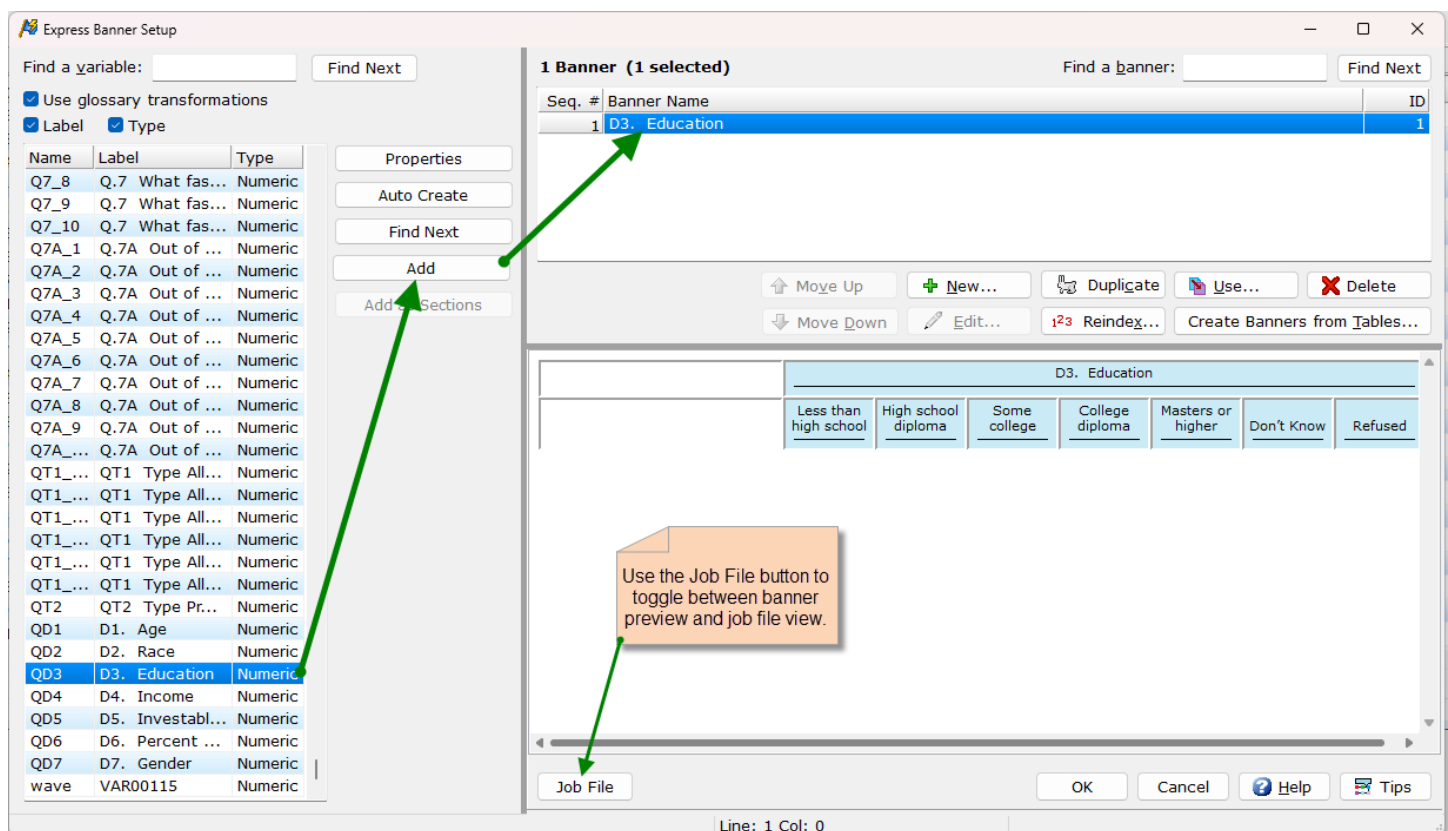 Express Banner Setup
Find a variable:
Find Next
Use glossary transformations
Label Type
Name Label Type
Q7_8 Q.7 What fas... Numeric
Q7_9 Q.7 What fas... Numeric
Q7_10 Q.7 What fas... Numeric
Q7A_1 Q.7A Out of ... Numeric
Q7A_2 Q.7A Out of ... Numeric
Q7A_3 Q.7A Out of ... Numeric
Q7A_4 Q.7A Out of ... Numeric
Q7A_5 Q.7A Out of ... Numeric
Q7A_6 Q.7A Out of ... Numeric
Q7A_7 Q.7A Out of ... Numeric
Q7A_8 Q.7A Out of ... Numeric
Q7A_9 Q.7A Out of ... Numeric
Q7A_... Q.7A Out of ... Numeric
QT1_... QT1 Type All... Numeric
QT1_... QT1 Type All... Numeric
QT1_... QT1 Type All... Numeric
QT1_... QT1 Type All... Numeric
QT1_... QT1 Type All... Numeric
QT1_... QT1 Type All... Numeric
QT2 QT2 Type Pr... Numeric
QD1 D1. Age Numeric
QD2 D2. Race Numeric
QD3 D3. Education Numeric
QD4 D4. Income Numeric
QD5 D5. Investabl... Numeric
QD6 D6. Percent ... Numeric
QD7 D7. Gender Numeric
wave VAR00115 Numeric
Properties
Auto Create
Find Next
Add
Add Sections
1 Banner (1 selected)
Find a banner:
Find Next
Seq. # Banner Name ID
1 D3. Education 1
Move Up New... Duplicate Use... Delete
Move Down Edit... 123 Reindex... Create Banners from Tables...
D3. Education
Less than high school
High school diploma
Some college
College diploma
Masters or higher
Don't Know
Refused
Use the Job File button to
toggle between banner
preview and job file view.
Job File
OK Cancel Help Tips
Line: 1 Col: 0